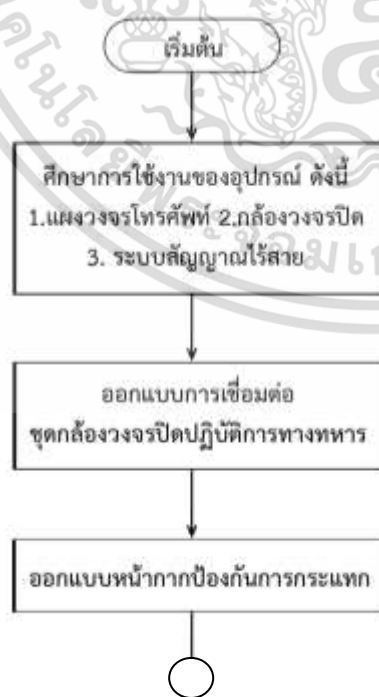 เริ่มต้น
ศึกษาการใช้งานของอุปกรณ์ ดังนี้
1.แผงวงจรโทรศัพท์ 2.กล้องวงจรปิด
3. ระบบสัญญาณไร้สาย
ออกแบบการเชื่อมต่อ
ชุดกล้องวงจรปิดปฏิบัติการทางทหาร
ออกแบบหน้ากากป้องกันการกระแทก